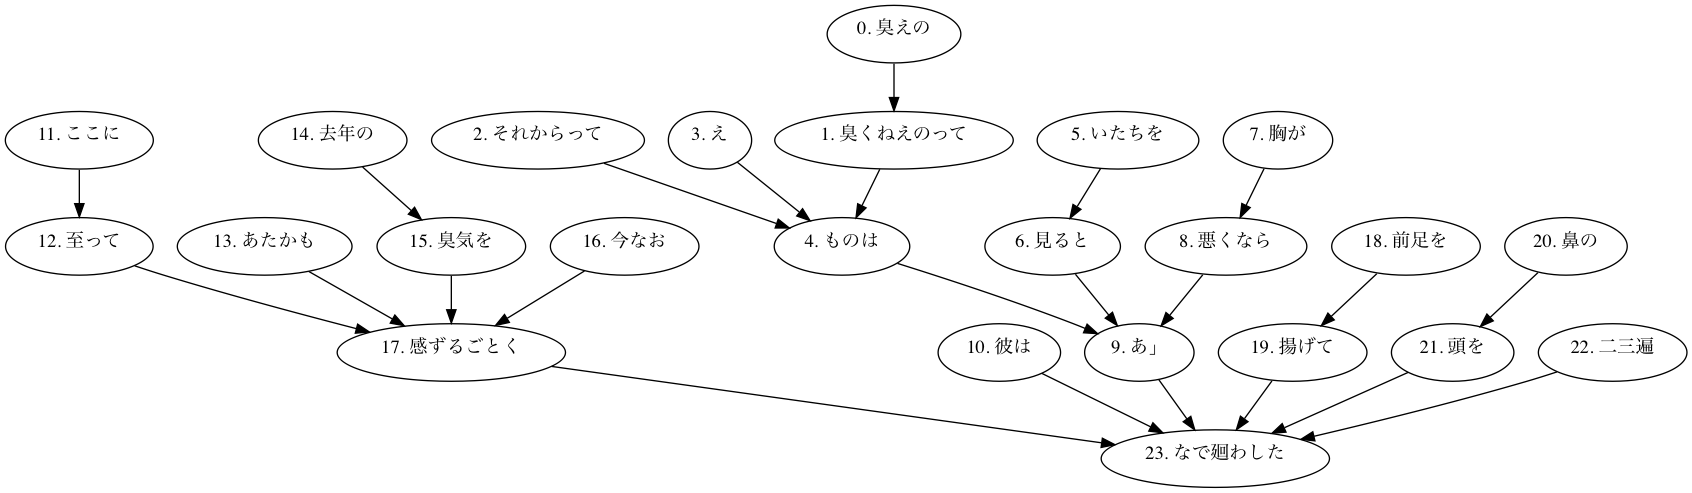 0. 臭えの
11. ここに
14. 去年の
2. それからって
3. え
1. 臭くねえのって
5. いたちを
7. 胸が
12. 至って
13. あたかも
15. 臭気を
16. 今なお
4. ものは
6. 見ると
8. 悪くなら
18. 前足を
20. 鼻の
17. 感ずるごとく
10. 彼は
9. あ」
19. 揚げて
21. 頭を
22. 二三遍
23. なで廻わした